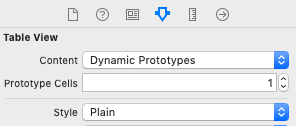 Table View
Content Dynamic Prototypes
Prototype Cells 1
Style Plain